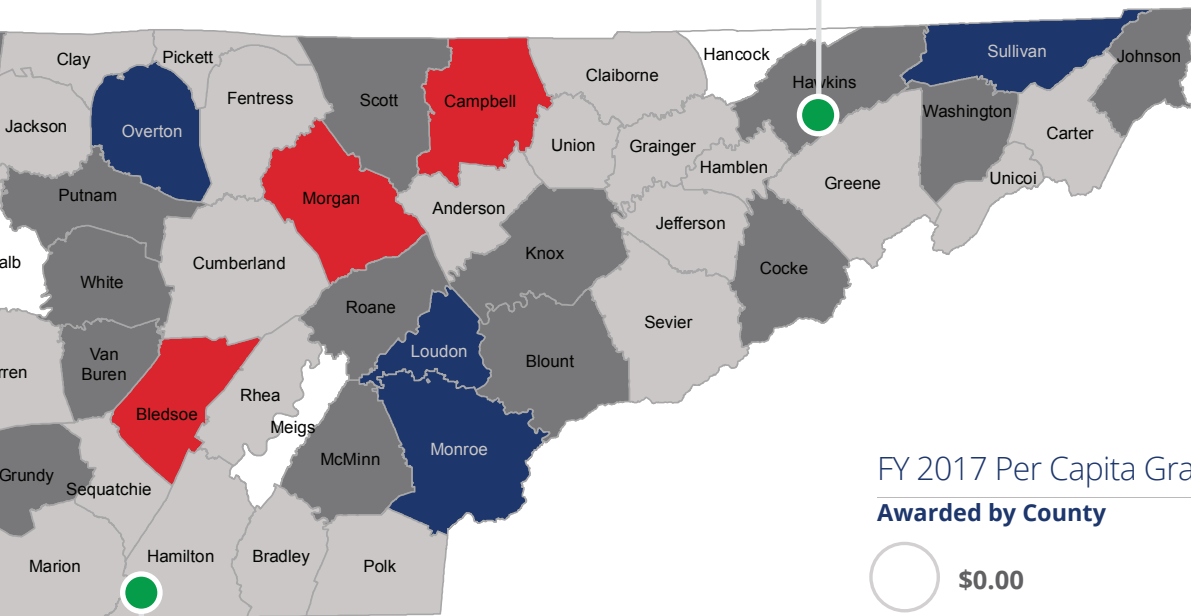 Clay
Pickett
Hancock
Sullivan
Johnson
Claiborne
Hawkins
Fentress
Scott
Campbell
Jackson
Overton
Washington
Carter
Union
Grainger
Hamblen
Unicoi
Greene
Putnam
Morgan
Anderson
Jefferson
alb
Cumberland
Knox
Cocke
White
Roane
Sevier
Van
Buren
Loudon
Blount
rren
Rhea
Bledsoe
Meigs
Monroe
McMinn
Grundy
Sequatchie
Marion
Hamilton
Bradley
Polk
FY 2017 Per Capita Gra
Awarded by County
$0.00